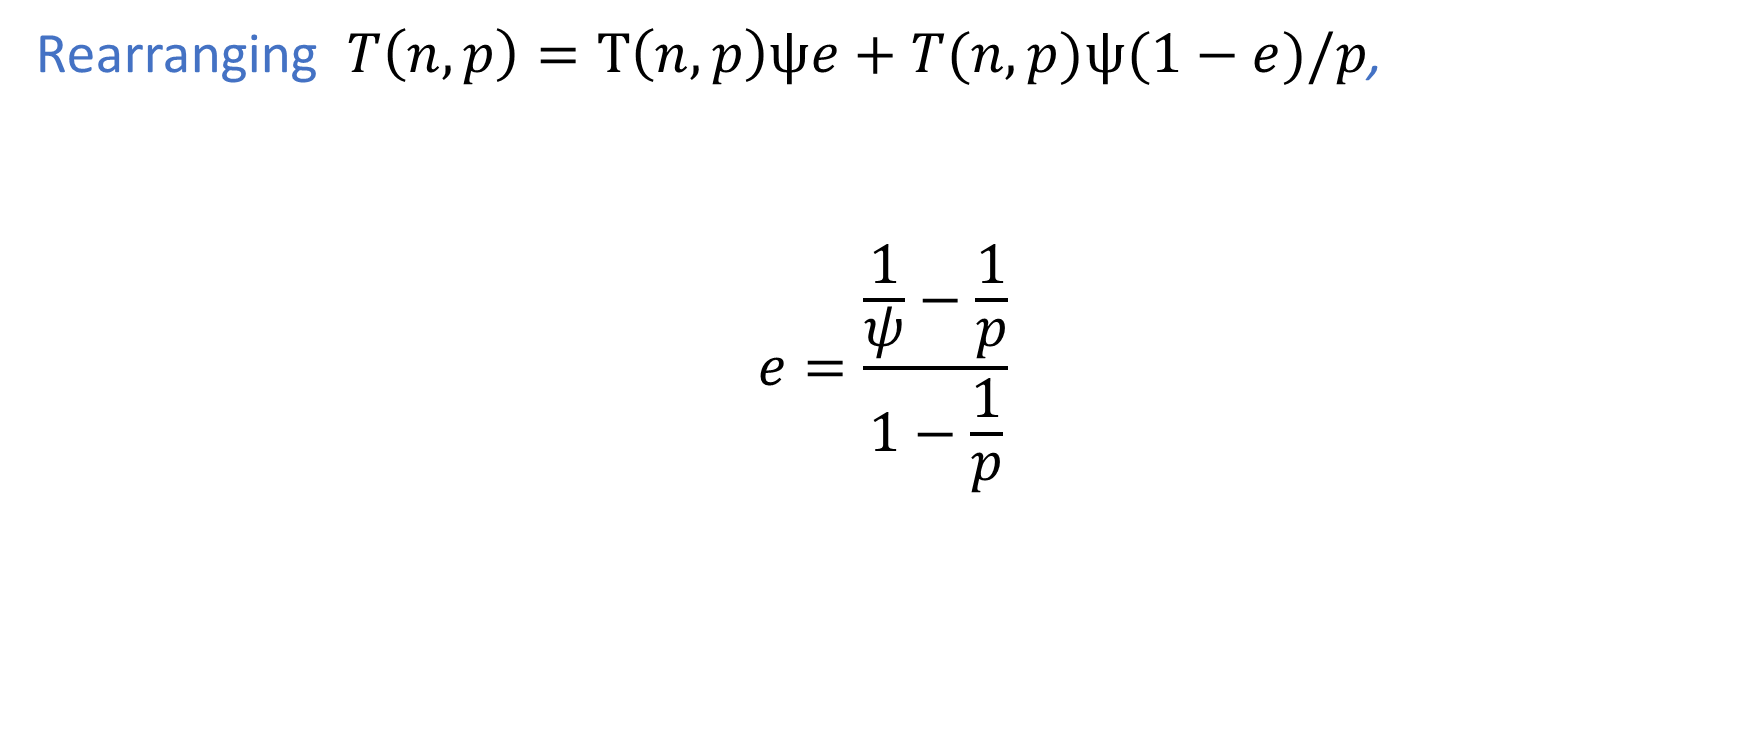 Rearranging T(n,p) = T(n,p)ψe + T(n,p)ψ(1 − e)/p,
e = (1/ψ − 1/p) / (1 − 1/p)